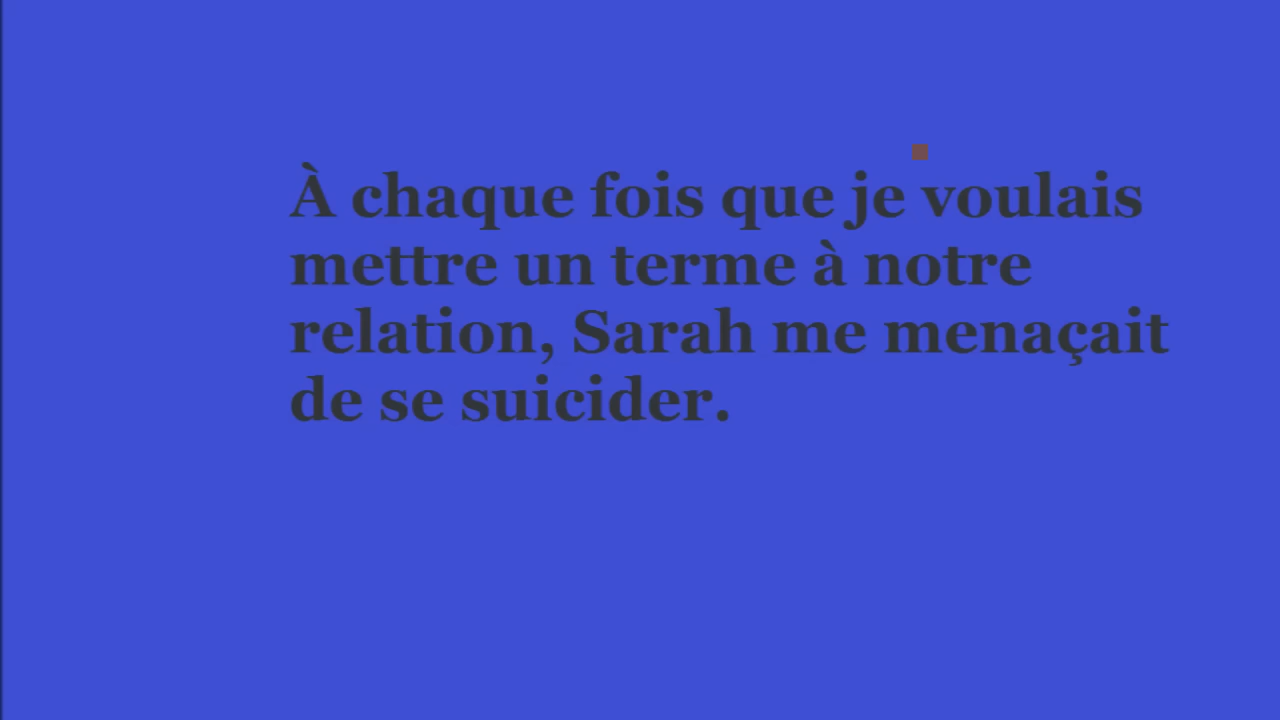 À chaque fois que je voulais
mettre un terme à notre
relation, Sarah me menaçait
de se suicider.